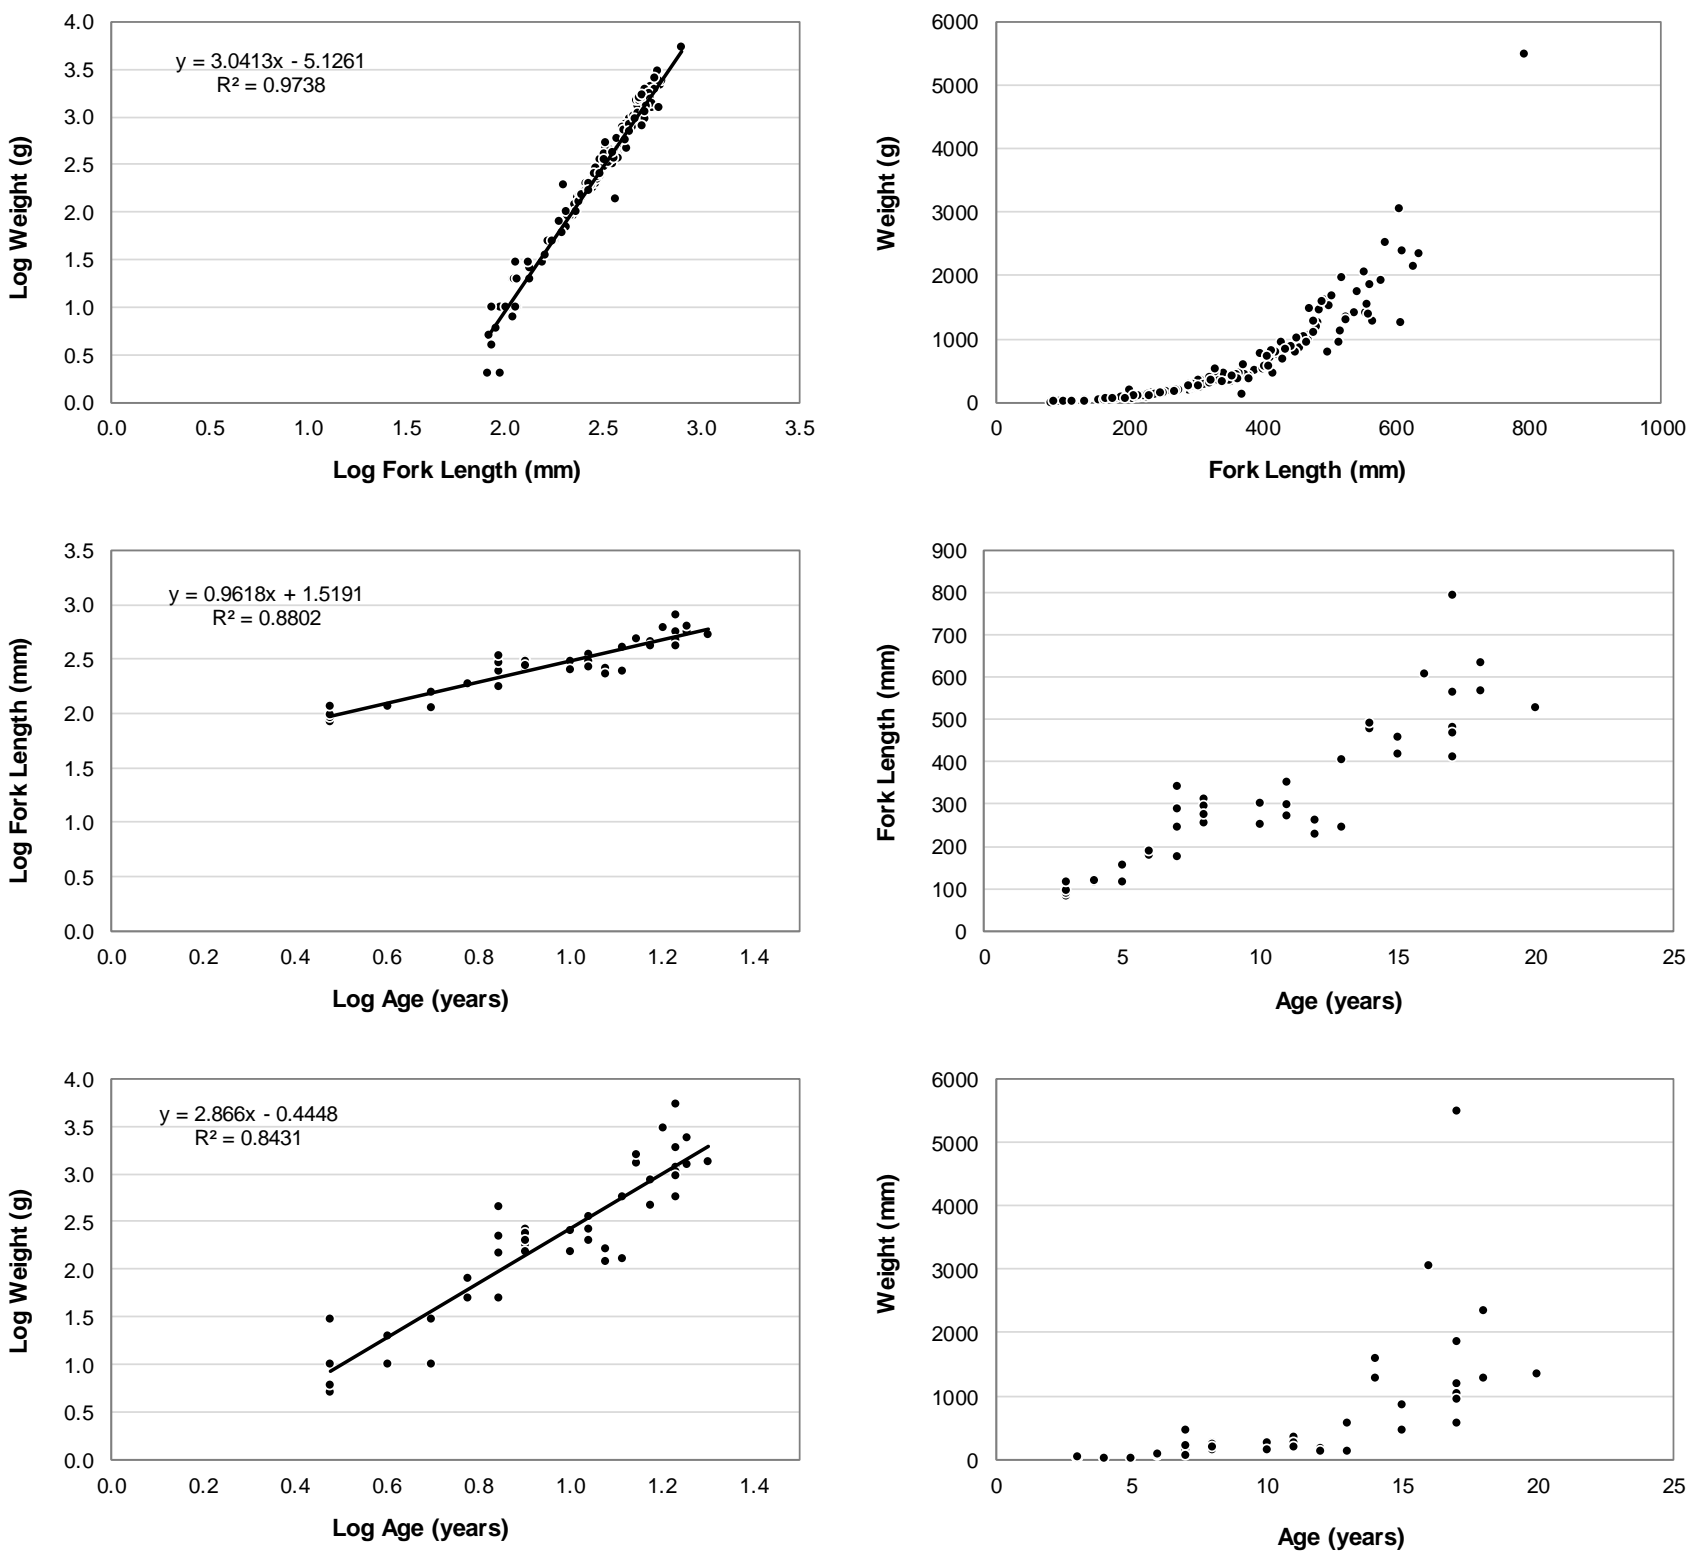 y = 3.0413x - 5.1261
R² = 0.9738
4.0
3.5
3.0
2.5
2.0
1.5
1.0
0.5
0.0
0.0 0.5 1.0 1.5 2.0 2.5 3.0 3.5
Log Weight (g)
Log Fork Length (mm)
6000
5000
4000
3000
2000
1000
0
0 200 400 600 800 1000
Weight (g)
Fork Length (mm)
y = 0.9618x + 1.5191
R² = 0.8802
3.5
3.0
2.5
2.0
1.5
1.0
0.5
0.0
0.0 0.2 0.4 0.6 0.8 1.0 1.2 1.4
Log Fork Length (mm)
Log Age (years)
900
800
700
600
500
400
300
200
100
0
0 5 10 15 20 25
Fork Length (mm)
Age (years)
y = 2.866x - 0.4448
R² = 0.8431
4.0
3.5
3.0
2.5
2.0
1.5
1.0
0.5
0.0
0.0 0.2 0.4 0.6 0.8 1.0 1.2 1.4
Log Weight (g)
Log Age (years)
6000
5000
4000
3000
2000
1000
0
0 5 10 15 20 25
Weight (mm)
Age (years)